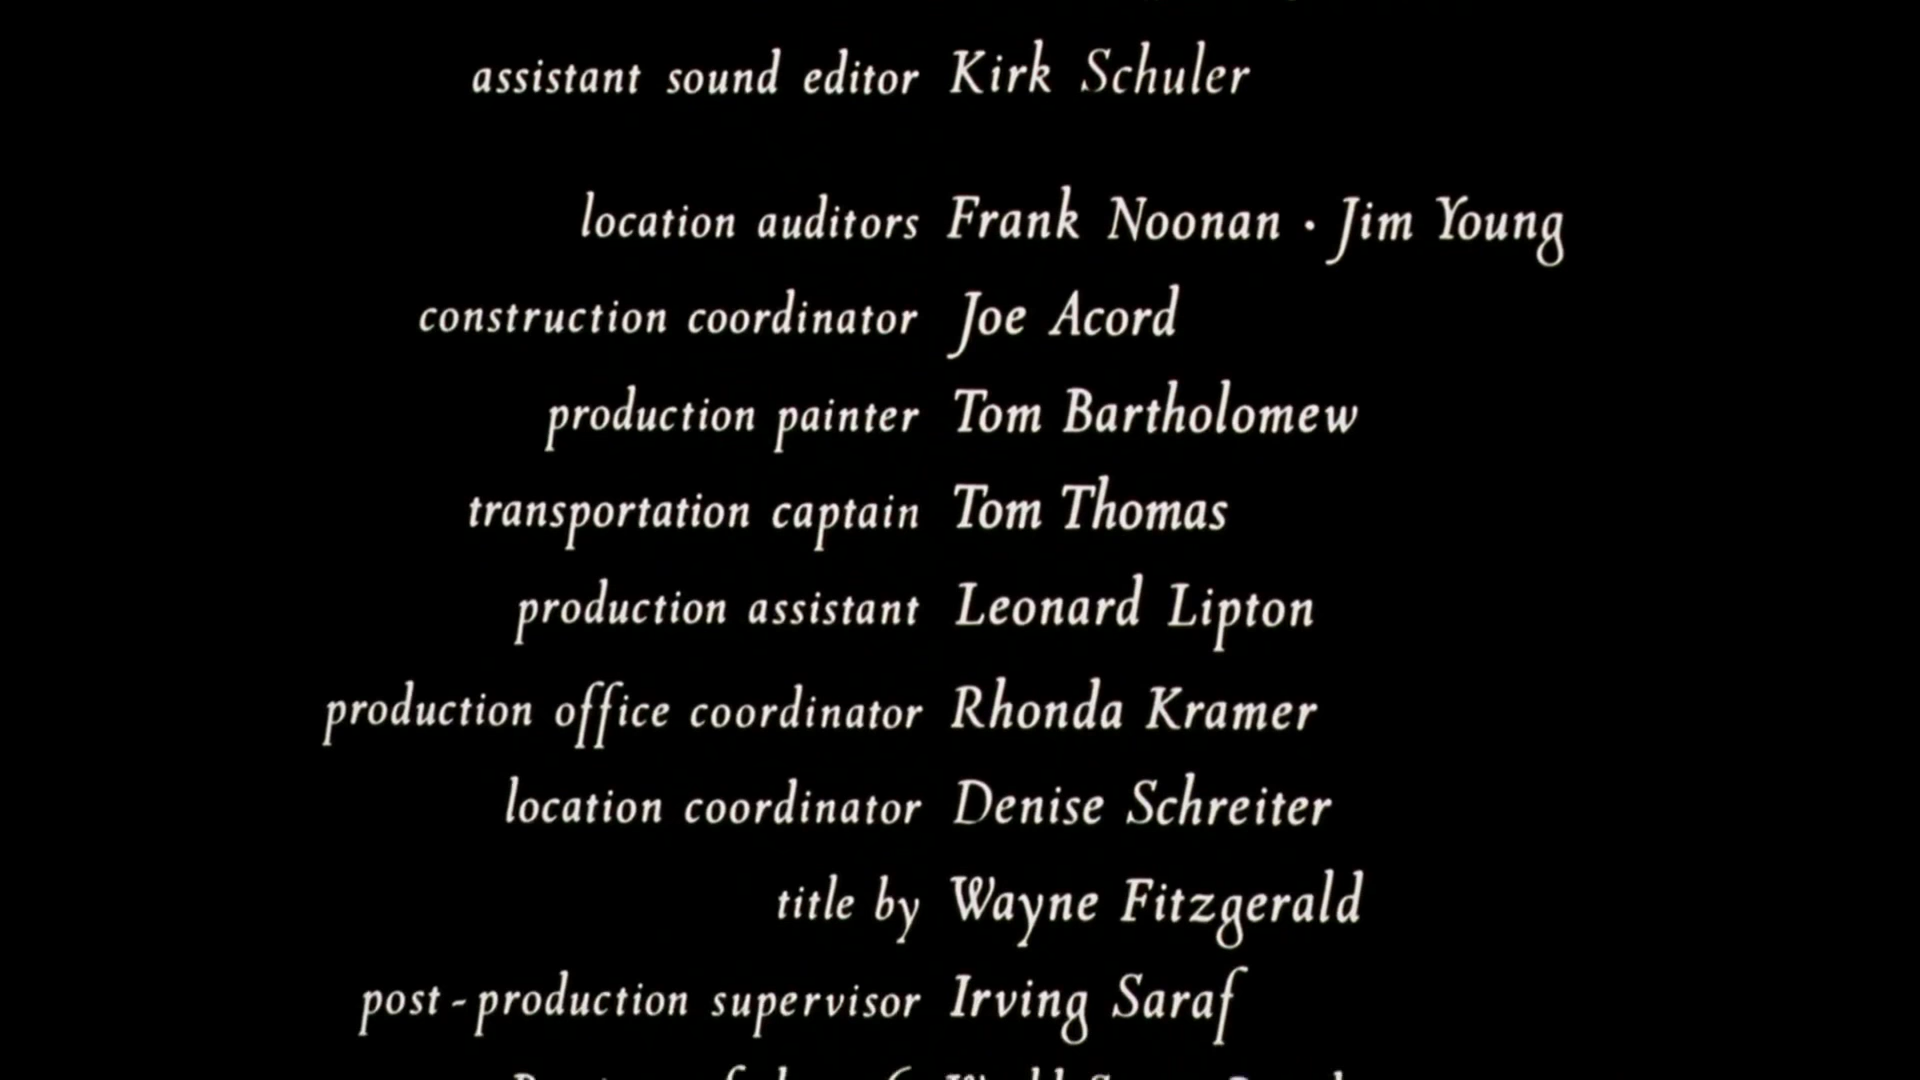 assistant sound editor Kirk Schuler
location auditors Frank Noonan · Jim Young
construction coordinator Joe Acord
production painter Tom Bartholomew
transportation captain Tom Thomas
production assistant Leonard Lipton
production office coordinator Rhonda Kramer
location coordinator Denise Schreiter
title by Wayne Fitzgerald
post-production supervisor Irving Saraf